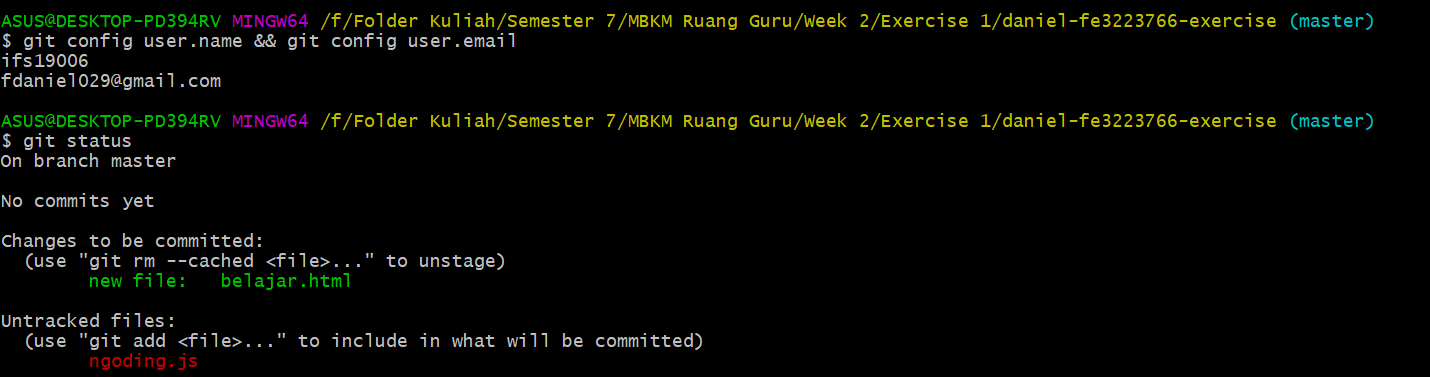 ASUS@DESKTOP-PD394RV MINGW64 /f/Folder Kuliah/Semester 7/MBKM Ruang Guru/Week 2/Exercise 1/daniel-fe3223766-exercise (master)
$ git config user.name && git config user.email
ifs19006
fdaniel029@gmail.com
ASUS@DESKTOP-PD394RV MINGW64 /f/Folder Kuliah/Semester 7/MBKM Ruang Guru/Week 2/Exercise 1/daniel-fe3223766-exercise (master)
$ git status
On branch master
No commits yet
Changes to be committed:
  (use "git rm --cached <file>..." to unstage)
        new file:   belajar.html
Untracked files:
  (use "git add <file>..." to include in what will be committed)
        ngoding.js